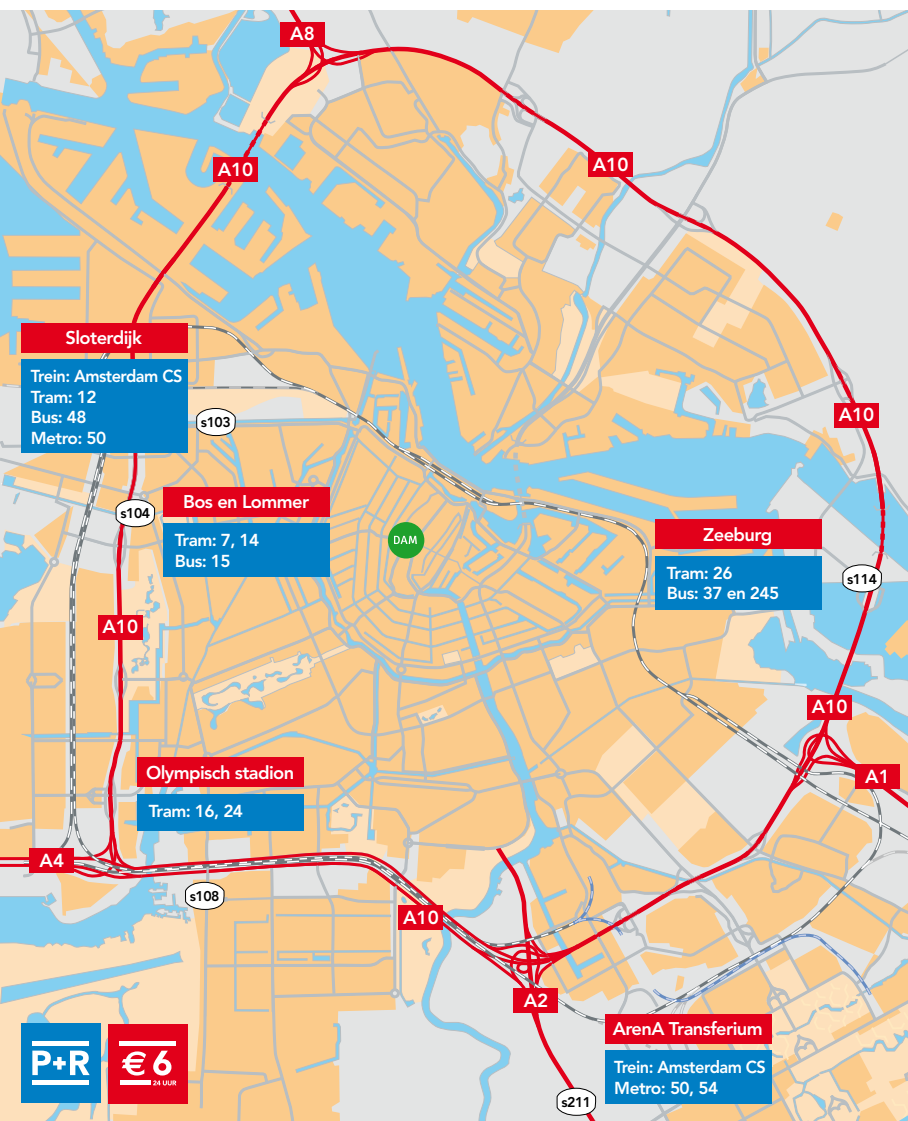 A8
A10
A10
Sloterdijk
Trein: Amsterdam CS
Tram: 12
Bus: 48
Metro: 50
s103
A10
s104
Bos en Lommer
Tram: 7, 14
Bus: 15
DAM
Zeeburg
Tram: 26
Bus: 37 en 245
s114
A10
A10
A1
Olympisch stadion
Tram: 16, 24
A4
s108
A10
A2
ArenA Transferium
Trein: Amsterdam CS
Metro: 50, 54
s211
P+R
€ 6
24 UUR